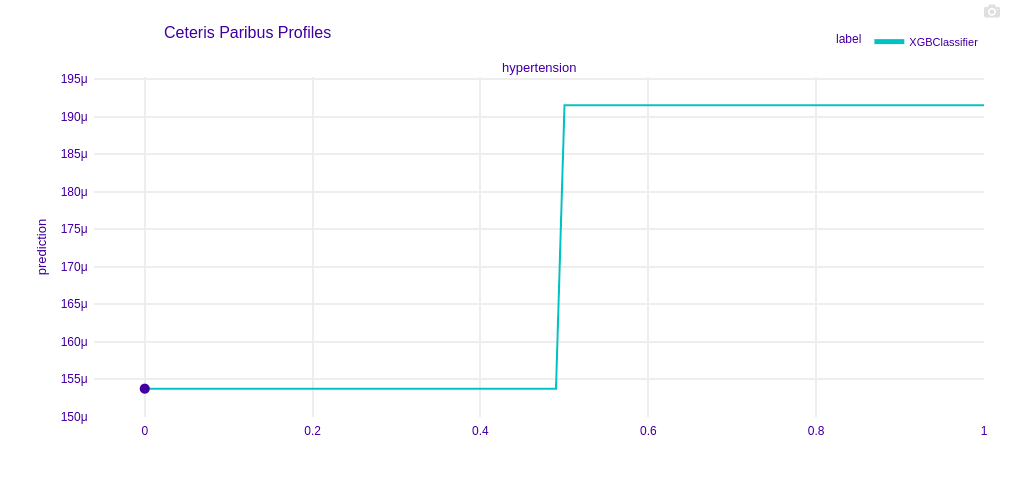 Ceteris Paribus Profiles
label XGBClassifier
hypertension
195μ
190μ
185μ
180μ
175μ
170μ
165μ
160μ
155μ
150μ
prediction
0 0.2 0.4 0.6 0.8 1